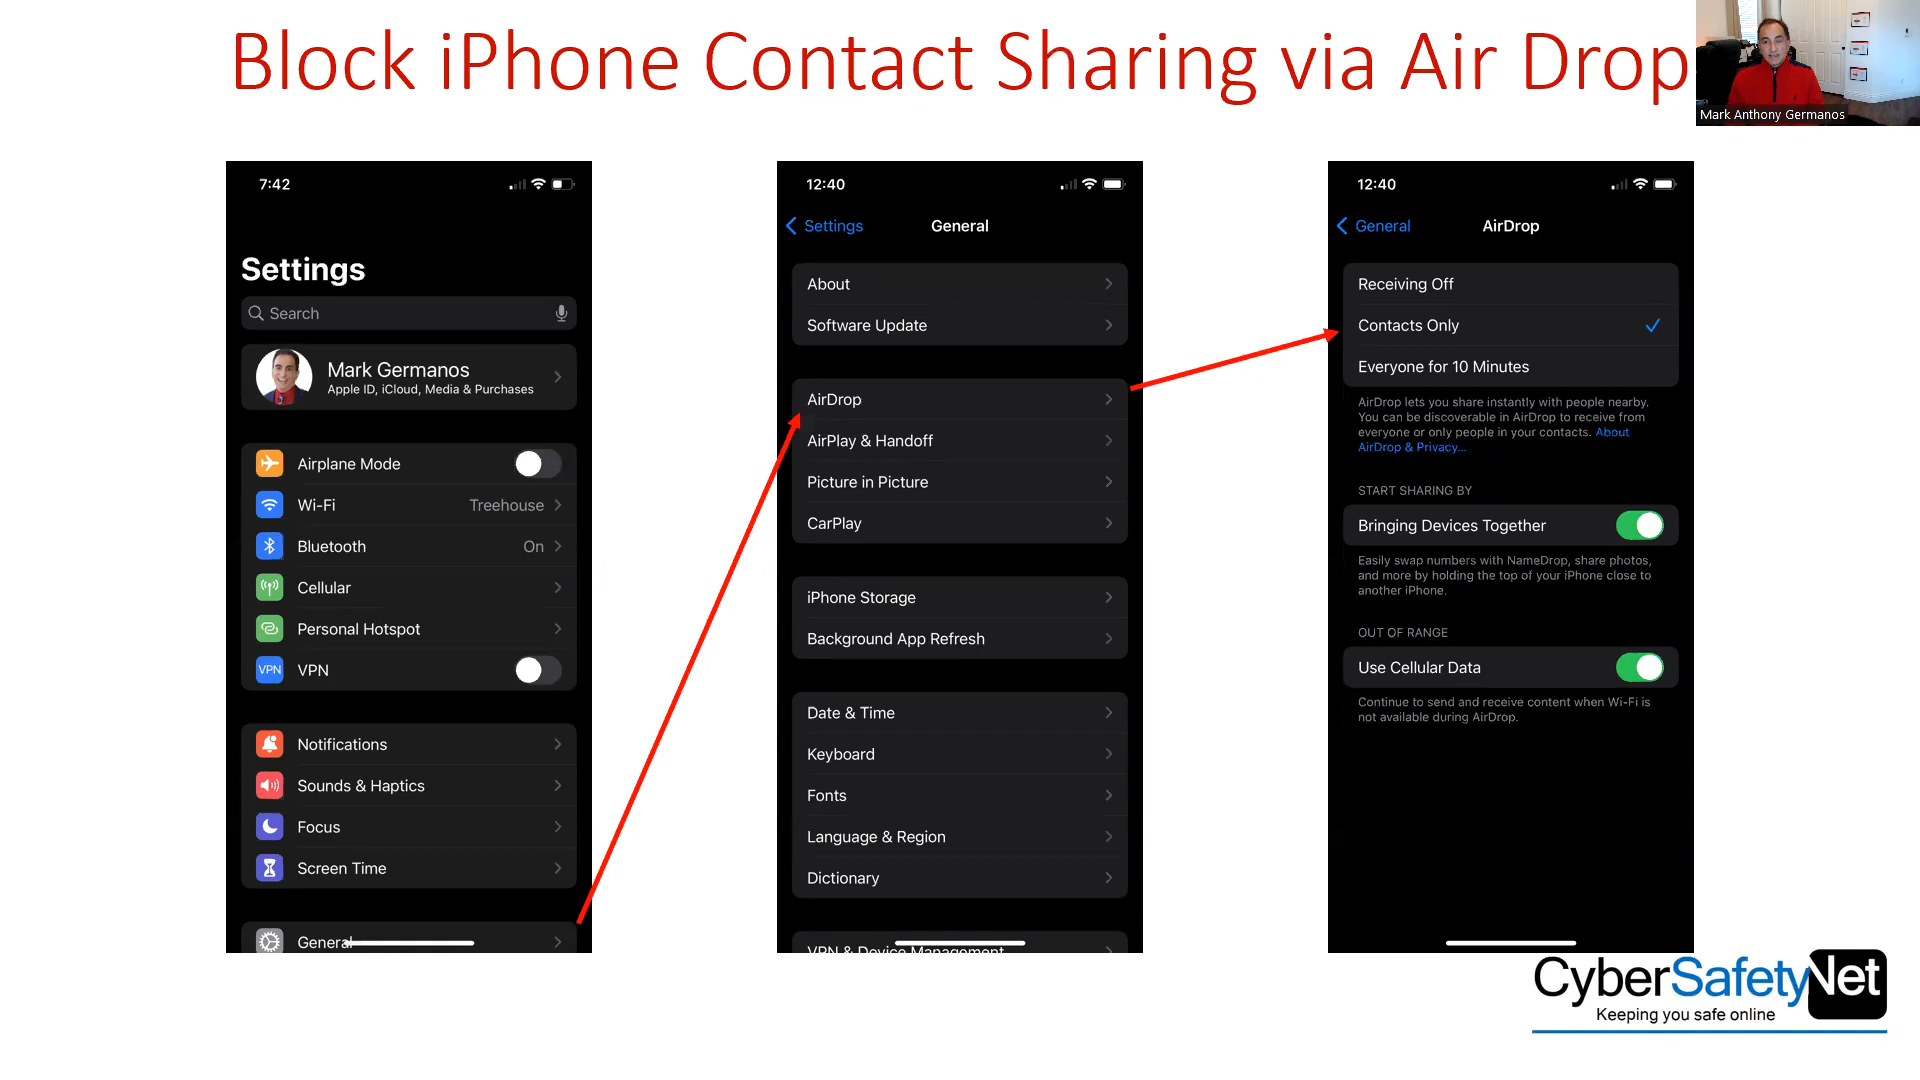 Block iPhone Contact Sharing via Air Drop
Mark Anthony Germanos
7:42
Settings
Search
Mark Germanos
Apple ID, iCloud, Media & Purchases
Airplane Mode
Wi-Fi Treehouse
Bluetooth On
Cellular
Personal Hotspot
VPN VPN
Notifications
Sounds & Haptics
Focus
Screen Time
General
12:40
Settings General
About
Software Update
AirDrop
AirPlay & Handoff
Picture in Picture
CarPlay
iPhone Storage
Background App Refresh
Date & Time
Keyboard
Fonts
Language & Region
Dictionary
VPN & Device Management
12:40
General AirDrop
Receiving Off
Contacts Only
Everyone for 10 Minutes
AirDrop lets you share instantly with people nearby.
You can be discoverable in AirDrop to receive from
everyone or only people in your contacts. About
AirDrop & Privacy...
START SHARING BY
Bringing Devices Together
Easily swap numbers with NameDrop, share photos,
and more by holding the top of your iPhone close to
another iPhone.
OUT OF RANGE
Use Cellular Data
Continue to send and receive content when Wi-Fi is
not available during AirDrop.
CyberSafetyNet
Keeping you safe online